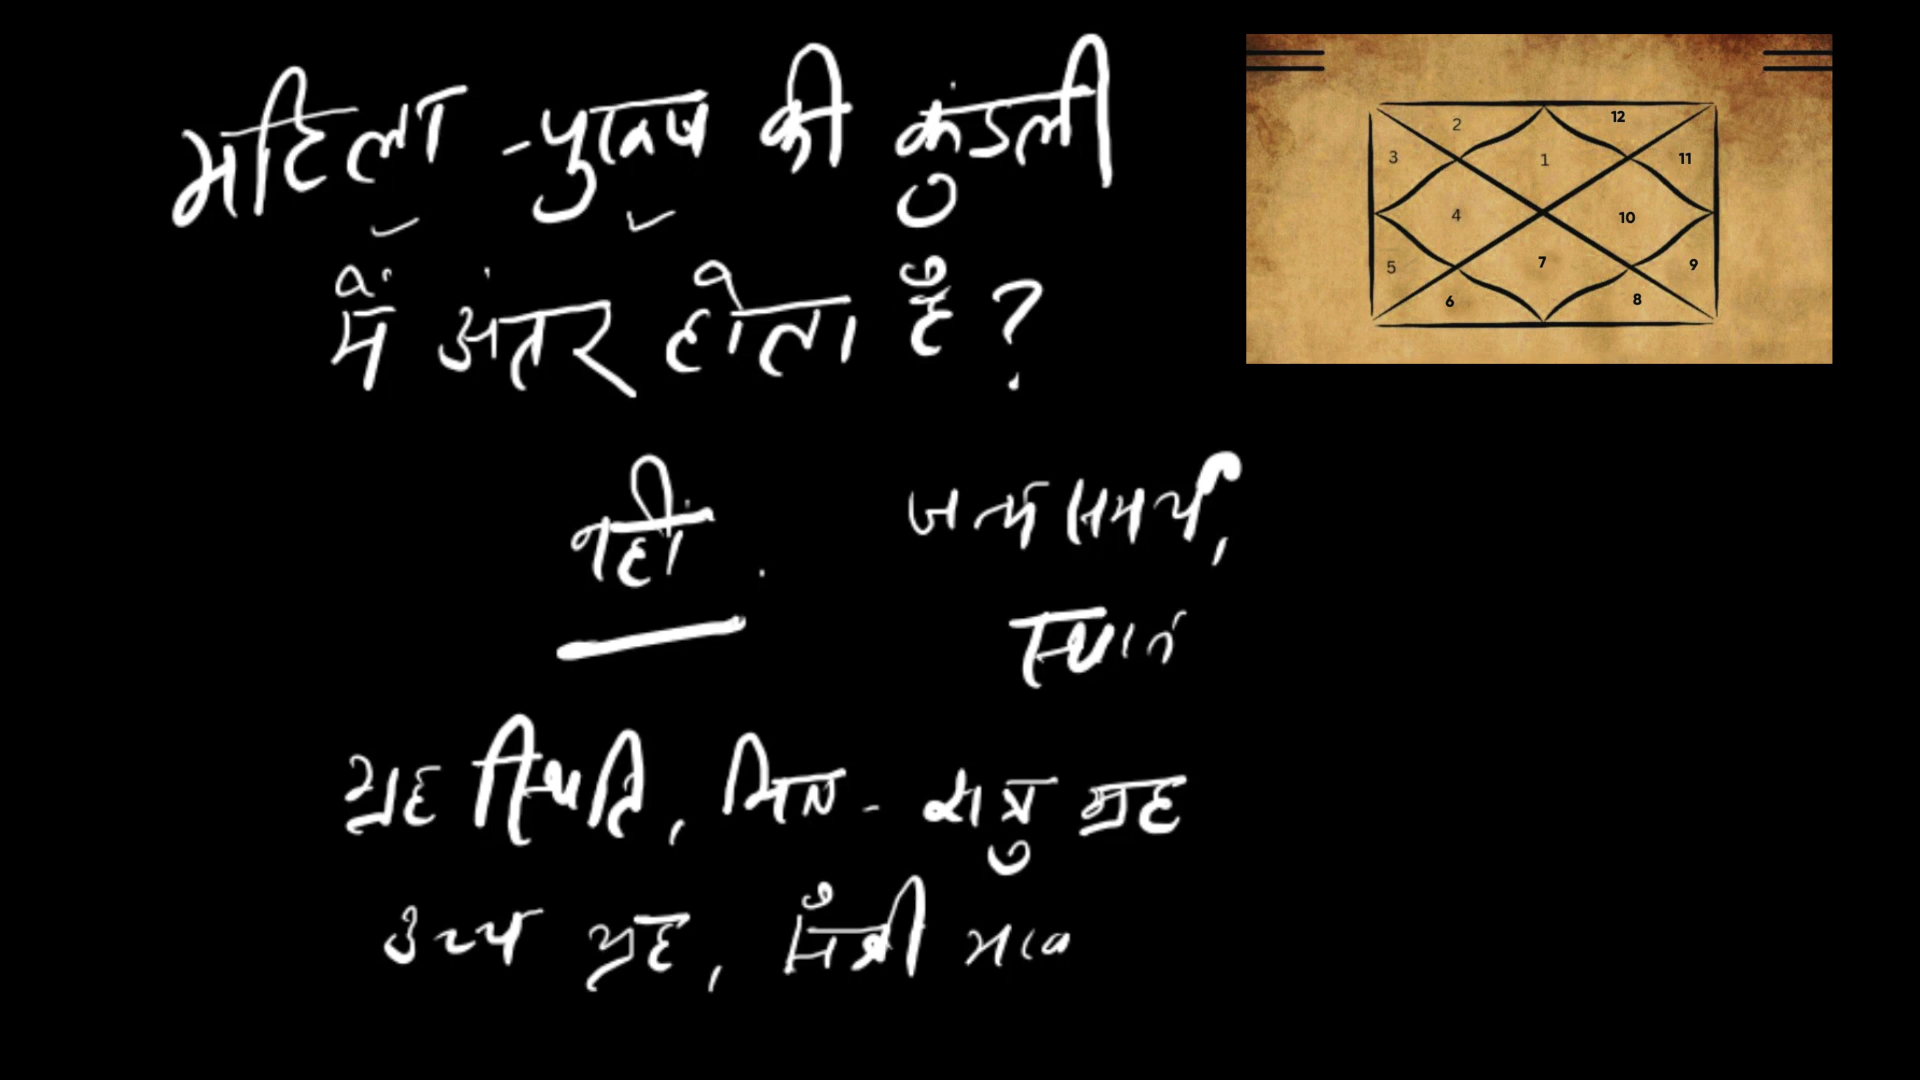 महिला - पुरुष की कुंडली
में अंतर होता है ?
नहीं .
जन्म समय,
स्थान
ग्रह स्थिति, मित्र - शत्रु ग्रह
उच्च ग्रह, मैत्री भाव
2 12
3 1 11
4 10
5 7 9
6 8